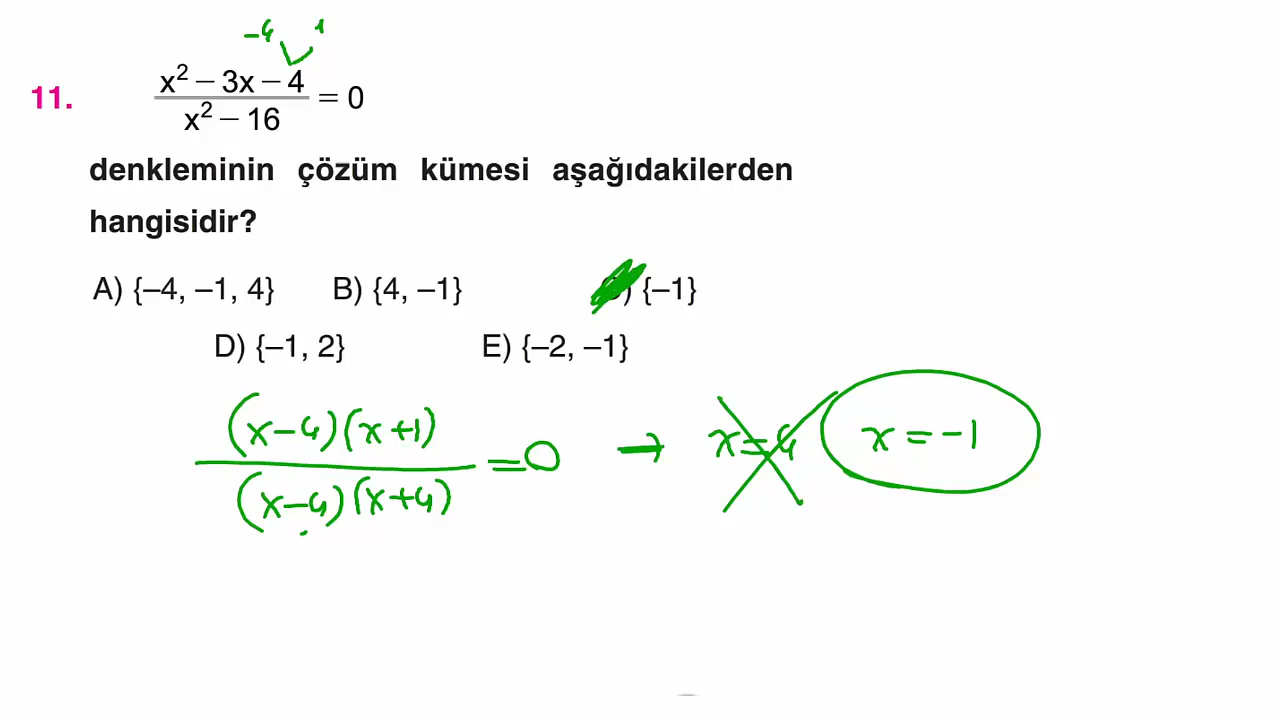 -4 1
11. x² – 3x – 4 / x² – 16 = 0
denkleminin çözüm kümesi aşağıdakilerden
hangisidir?
A) {–4, –1, 4} B) {4, –1} C) {–1}
D) {–1, 2} E) {–2, –1}
(x-4)(x+1) / (x-4)(x+4) = 0 → x=4 x=-1